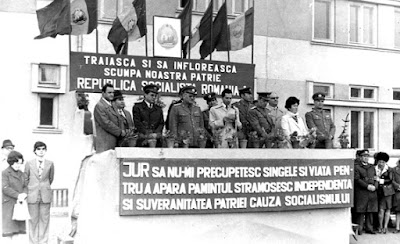 TRAIASCA SI SA INFLOREASCA
SCUMPA NOASTRA PATRIE
REPUBLICA SOCIALISTA ROMANIA
JUR SA NU-MI PRECUPETESC SINGELE SI VIATA PEN-
TRU A APARA PAMINTUL STRAMOSESC INDEPENDENTA
SI SUVERANITATEA PATRIEI CAUZA SOCIALISMULUI